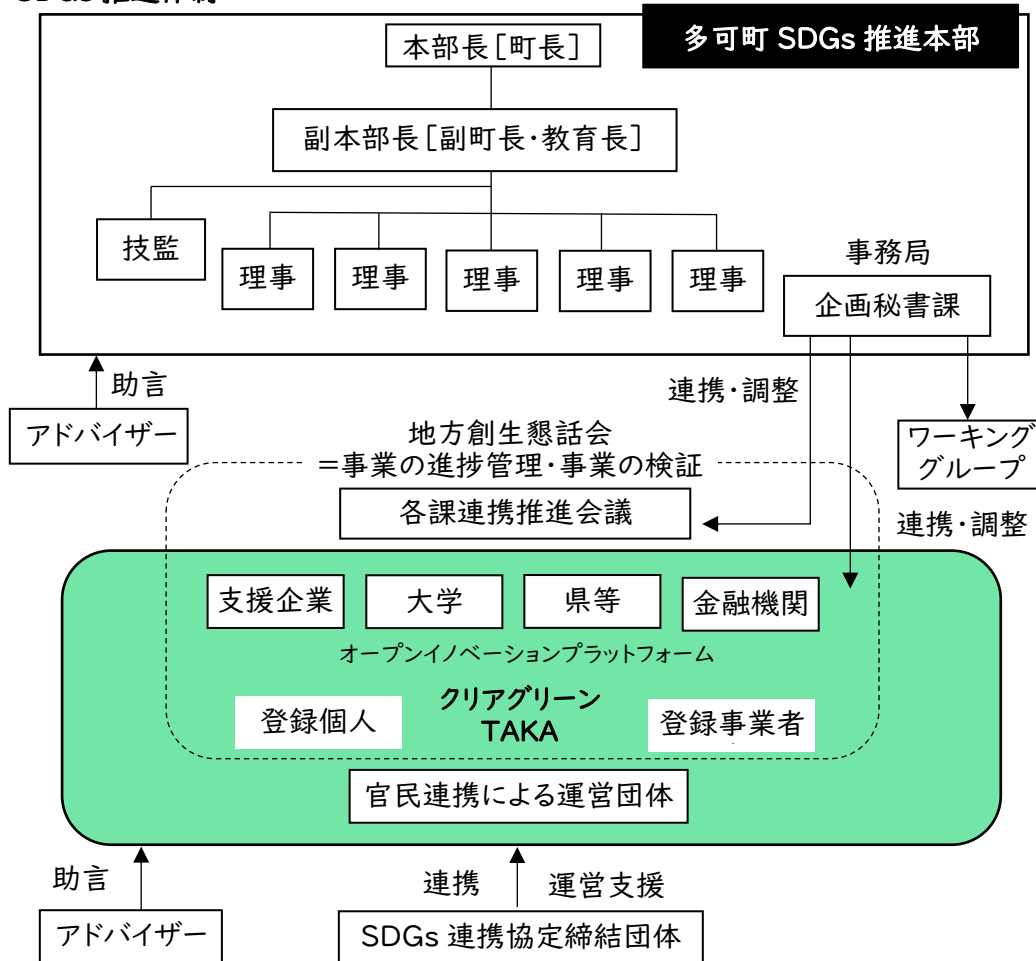 多可町 SDGs 推進本部
本部長[町長]
副本部長[副町長・教育長]
技監
理事
理事
理事
理事
理事
事務局
企画秘書課
助言
アドバイザー
連携・調整
ワーキング
グループ
連携・調整
地方創生懇話会
=事業の進捗管理・事業の検証
各課連携推進会議
支援企業
大学
県等
金融機関
オープンイノベーションプラットフォーム
クリアグリーン
TAKA
登録個人
登録事業者
官民連携による運営団体
助言
アドバイザー
連携
運営支援
SDGs 連携協定締結団体